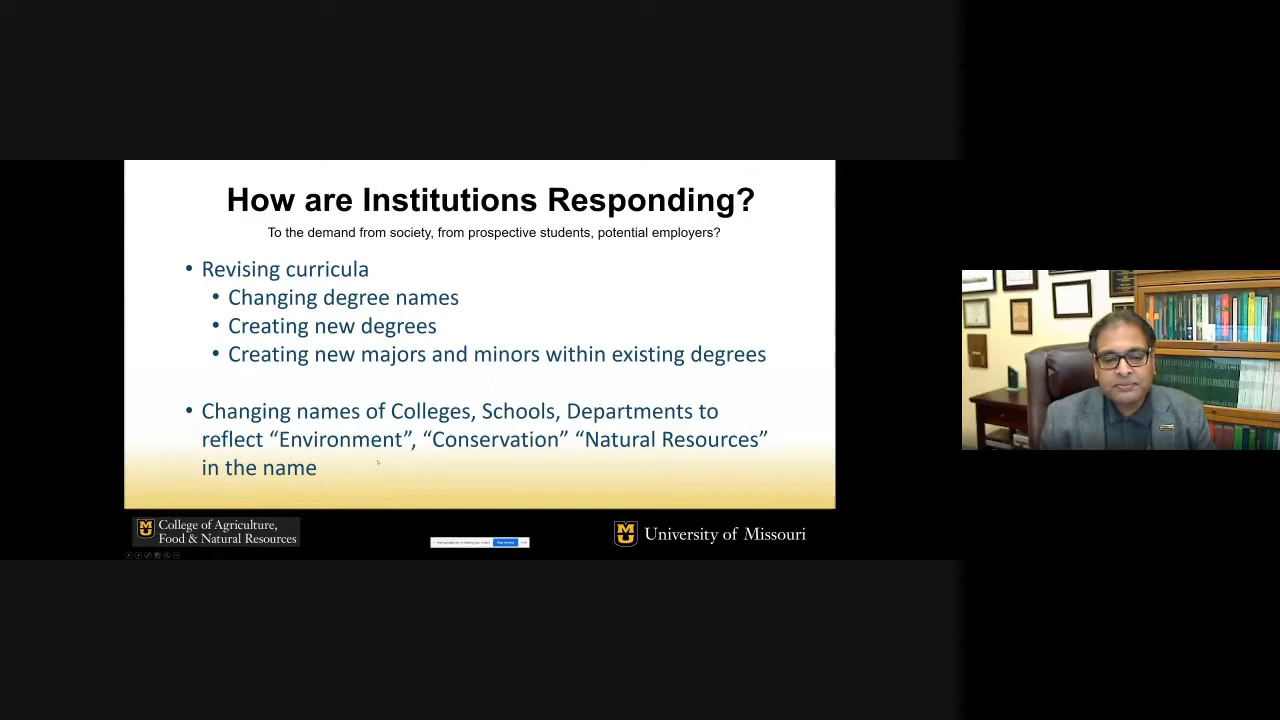 How are Institutions Responding?
To the demand from society, from prospective students, potential employers?
• Revising curricula
• Changing degree names
• Creating new degrees
• Creating new majors and minors within existing degrees
• Changing names of Colleges, Schools, Departments to
reflect “Environment”, “Conservation” “Natural Resources”
in the name
College of Agriculture,
Food & Natural Resources
University of Missouri